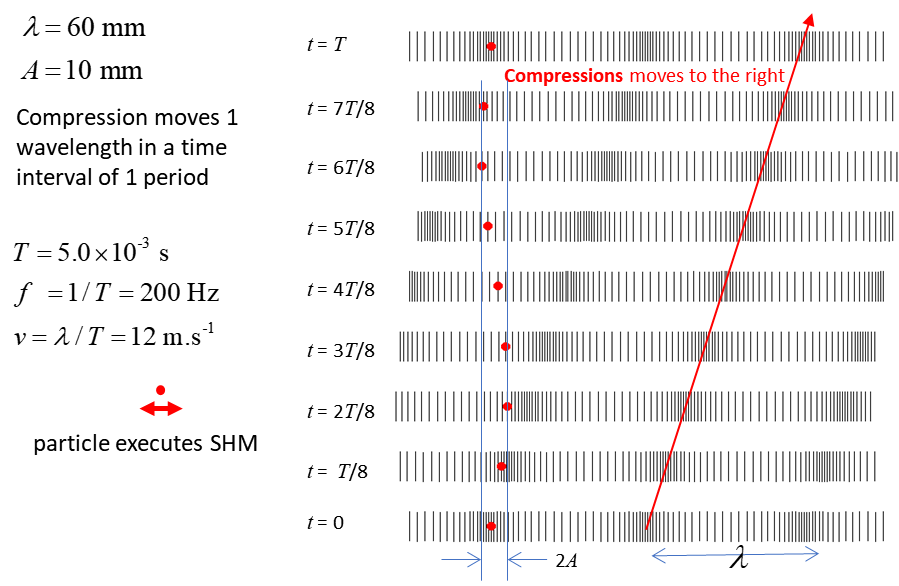 λ = 60 mm
A = 10 mm
Compression moves 1
wavelength in a time
interval of 1 period
T = 5.0×10⁻³ s
f = 1/T = 200 Hz
v = λ/T = 12 m.s⁻¹
particle executes SHM
t = T
Compressions moves to the right
t = 7T/8
t = 6T/8
t = 5T/8
t = 4T/8
t = 3T/8
t = 2T/8
t = T/8
t = 0
2A
λ